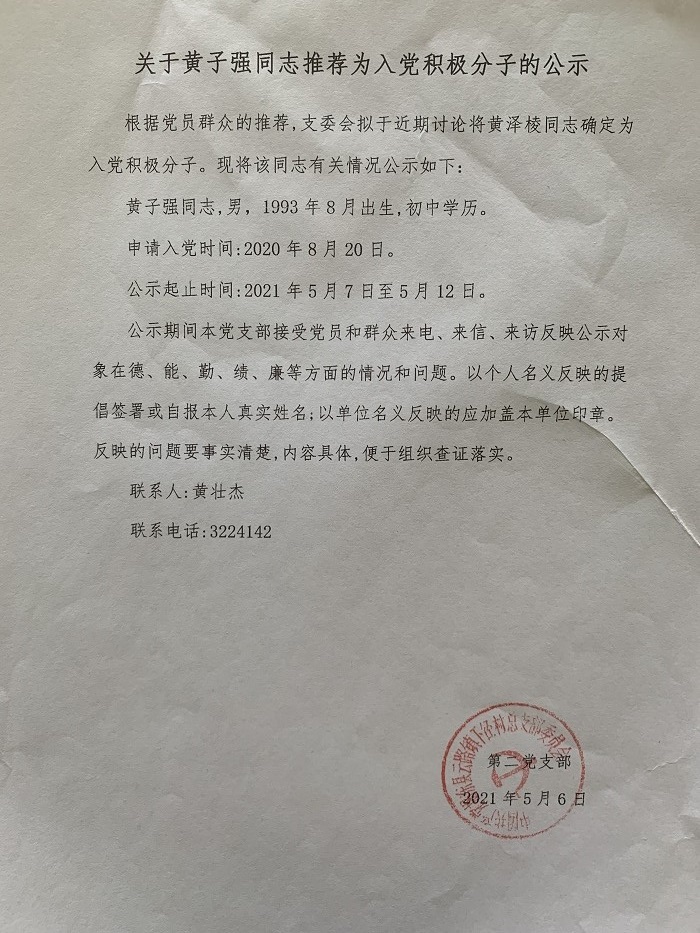 关于黄子强同志推荐为入党积极分子的公示
根据党员群众的推荐,支委会拟于近期讨论将黄泽棱同志确定为
入党积极分子。现将该同志有关情况公示如下:
黄子强同志,男，1993年8月出生,初中学历。
申请入党时间:2020年8月20日。
公示起止时间:2021年5月7日至5月12日。
公示期间本党支部接受党员和群众来电、来信、来访反映公示对
象在德、能、勤、绩、廉等方面的情况和问题。以个人名义反映的提
倡签署或自报本人真实姓名;以单位名义反映的应加盖本单位印章。
反映的问题要事实清楚,内容具体,便于组织查证落实。
联系人:黄壮杰
联系电话:3224142
第二党支部
2021年5月6日